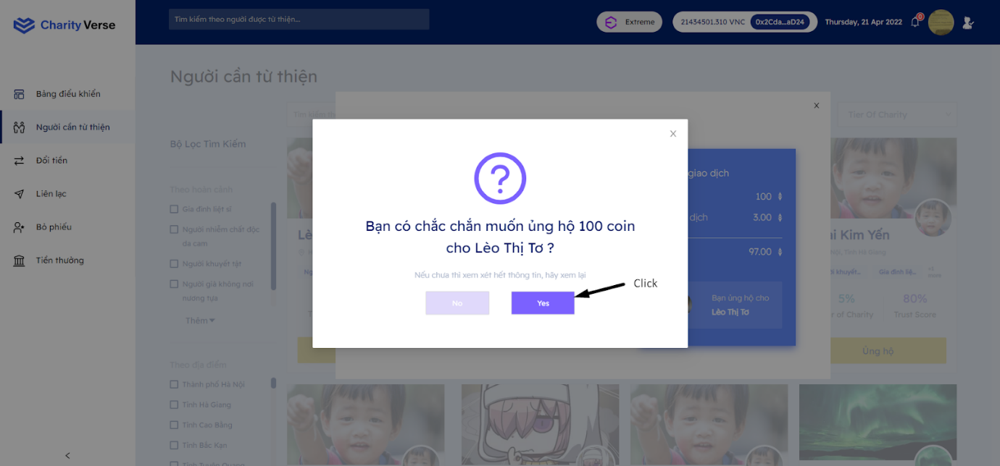 Charity Verse
Tìm kiếm theo người được từ thiện...
Extreme
21434501.310 VNC
0x2Cda...aD24
Thursday, 21 Apr 2022
0
Bảng điều khiển
Người cần từ thiện
Đổi tiền
Liên lạc
Bỏ phiếu
Tiền thưởng
Người cần từ thiện
Tìm kiếm th
Tier Of Charity
Bộ Lọc Tìm Kiếm
Theo hoàn cảnh
Gia đình liệt sĩ
Người nhiễm chất độc
da cam
Người khuyết tật
Người già không nơi
nương tựa
Thêm
Theo địa điểm
Thành phố Hà Nội
Tỉnh Hà Giang
Tỉnh Cao Bằng
Tỉnh Bắc Kạn
Tỉnh Tuyên Quang
x
X
Bạn có chắc chắn muốn ủng hộ 100 coin
cho Lèo Thị Tơ ?
Nếu chưa thì xem xét hết thông tin, hãy xem lại
No
Yes
Click
giao dịch
100
dịch
3.00
97.00
Bạn ủng hộ cho
Lèo Thị Tơ
Lè
Kim Yến
Nội, Tỉnh Hà Giang
khuyết...
Gia đình liệ...
+1
more
5%
80%
r of Charity
Trust Score
Ủng hộ